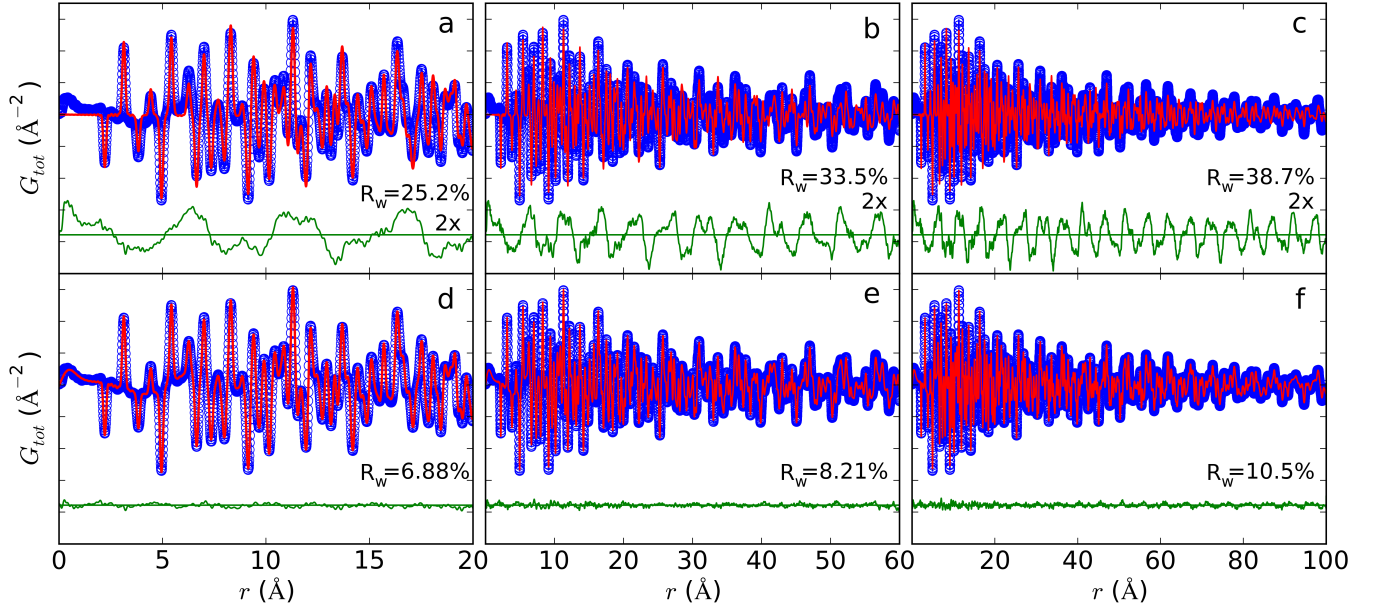 a
b
c
G_tot (Å⁻²)
R_w=25.2%
2x
R_w=33.5%
2x
R_w=38.7%
2x
d
e
f
G_tot (Å⁻²)
R_w=6.88%
R_w=8.21%
R_w=10.5%
0 5 10 15 20
0 10 20 30 40 50 60
20 40 60 80 100
r (Å)
r (Å)
r (Å)